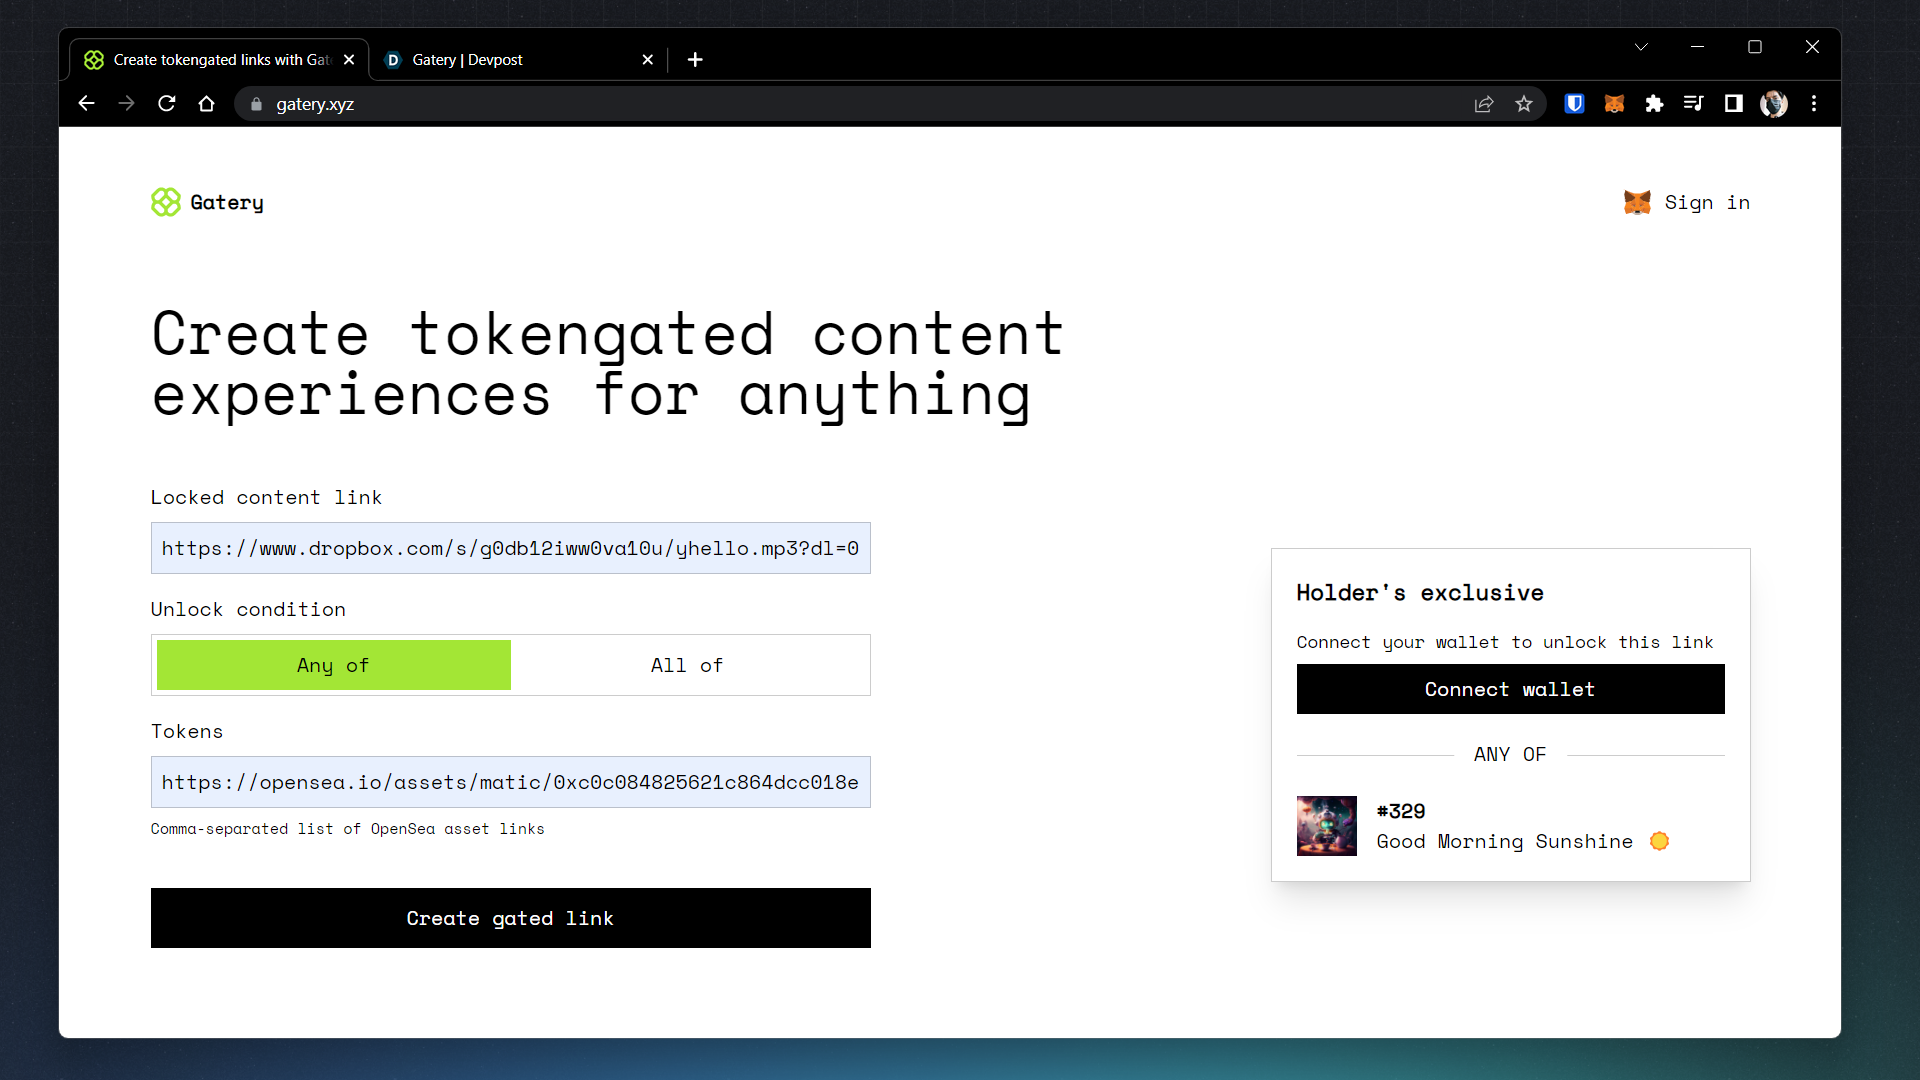 Create tokengated links with Gat
Gatery | Devpost
gatery.xyz
Gatery
Sign in
Create tokengated content
experiences for anything
Locked content link
https://www.dropbox.com/s/g0db12iww0va10u/yhello.mp3?dl=0
Unlock condition
Any of
All of
Tokens
https://opensea.io/assets/matic/0xc0c084825621c864dcc018e
Comma-separated list of OpenSea asset links
Create gated link
Holder's exclusive
Connect your wallet to unlock this link
Connect wallet
ANY OF
#329
Good Morning Sunshine